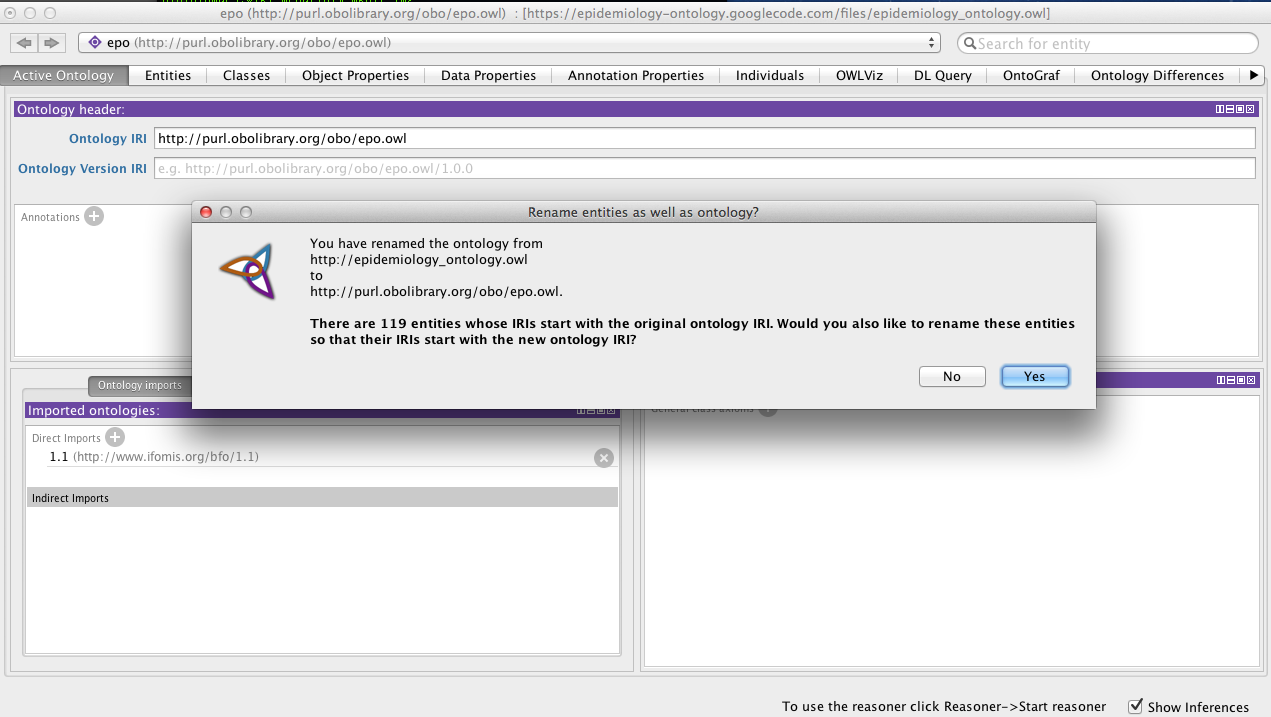 epo (http://purl.obolibrary.org/obo/epo.owl) : [https://epidemiology-ontology.googlecode.com/files/epidemiology_ontology.owl]
epo (http://purl.obolibrary.org/obo/epo.owl)
Search for entity
Active Ontology Entities Classes Object Properties Data Properties Annotation Properties Individuals OWLViz DL Query OntoGraf Ontology Differences
Ontology header:
Ontology IRI http://purl.obolibrary.org/obo/epo.owl
Ontology Version IRI e.g. http://purl.obolibrary.org/obo/epo.owl/1.0.0
Annotations
Rename entities as well as ontology?
You have renamed the ontology from
http://epidemiology_ontology.owl
to
http://purl.obolibrary.org/obo/epo.owl.
There are 119 entities whose IRIs start with the original ontology IRI. Would you also like to rename these entities
so that their IRIs start with the new ontology IRI?
No Yes
Ontology imports
Imported ontologies:
General class axioms
Direct Imports
1.1 (http://www.ifomis.org/bfo/1.1)
Indirect Imports
To use the reasoner click Reasoner->Start reasoner Show Inferences